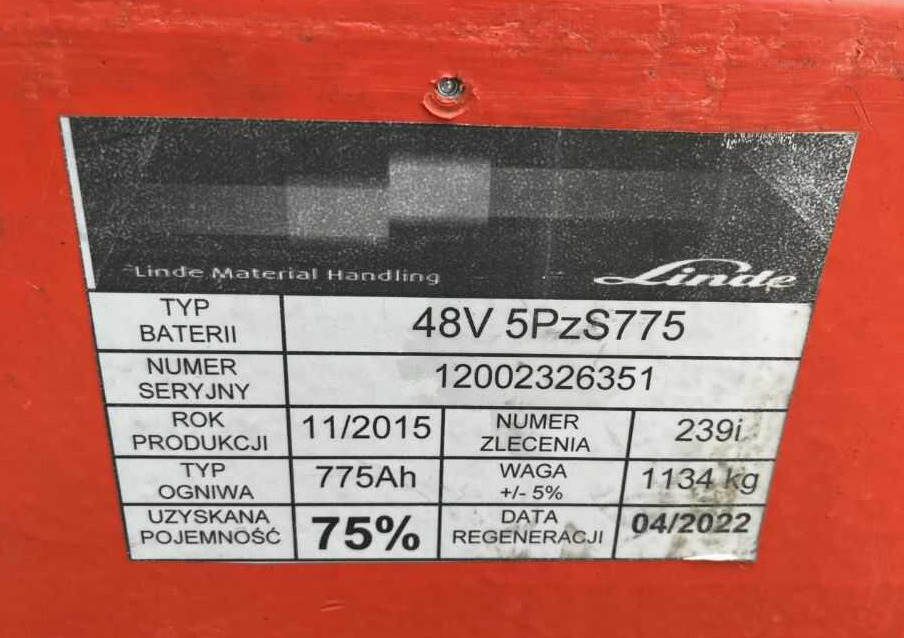 Linde Material Handling
Linde
TYP
BATERII
48V 5PzS775
NUMER
SERYJNY
12002326351
ROK
PRODUKCJI
11/2015
NUMER
ZLECENIA
239i
TYP
OGNIWA
775Ah
WAGA
+/- 5%
1134 kg
UZYSKANA
POJEMNOŚĆ
75%
DATA
REGENERACJI
04/2022